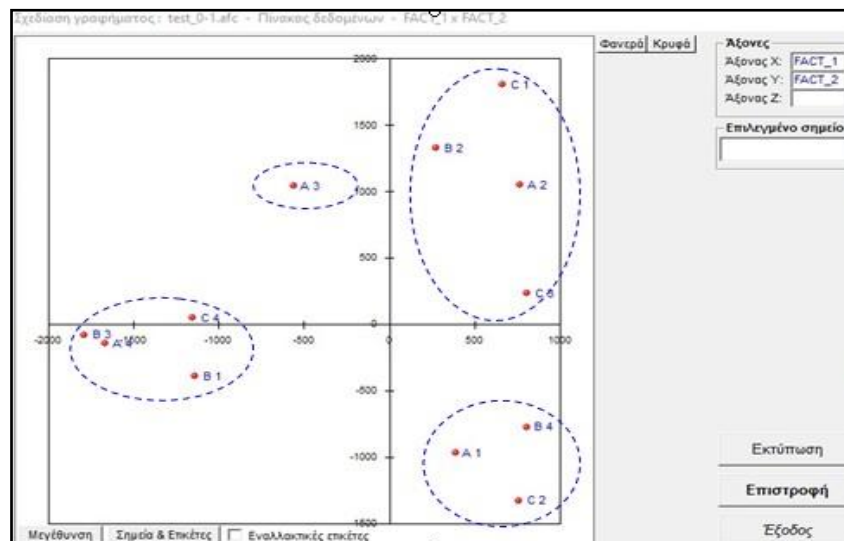 Σχεδίαση γραφήματος : test_0-1.afc - Πίνακας δεδομένων - FACT_1 x FACT_2
Φανερά Κρυφά
Άξονες
Άξονας X: FACT_1
Άξονας Y: FACT_2
Άξονας Z:
Επιλεγμένο σημείο
2000
C 1
B 2
A 3
1000
A 2
500
C 3
C 4
0
-2000
-1500
-1000
-500
0
500
1000
B 3
A 4
B 1
-500
B 4
A 1
-1000
C 2
-1500
Εκτύπωση
Επιστροφή
Έξοδος
Μεγέθυνση Σημεία & Ετικέτες Εναλλακτικές ετικέτες